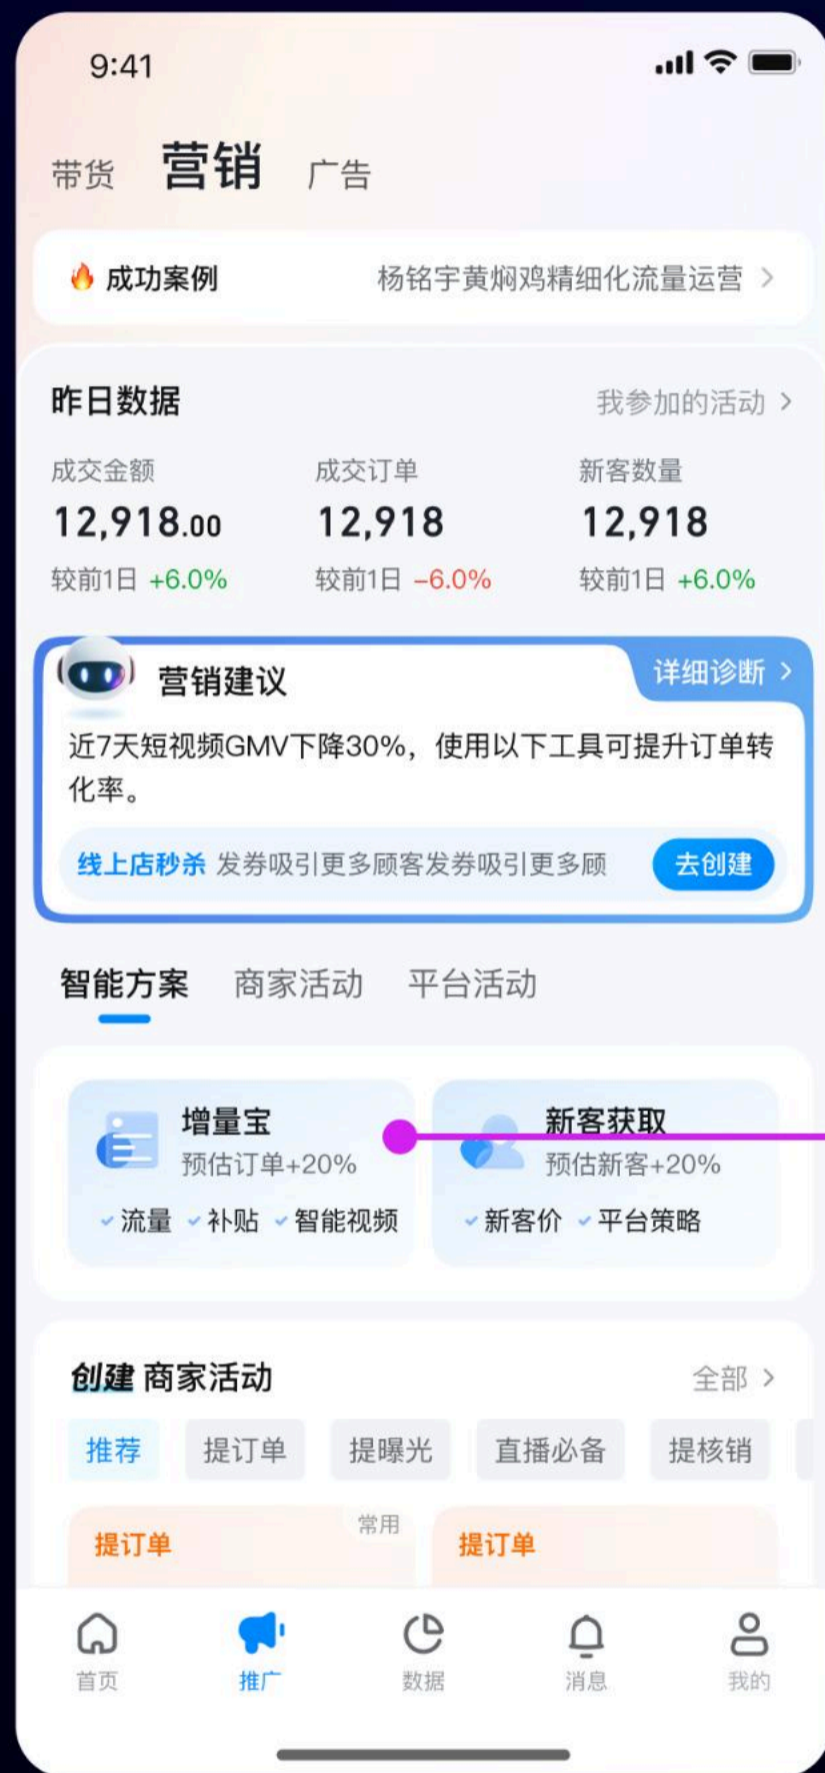 9:41
带货 营销 广告
成功案例 杨铭宇黄焖鸡精细化流量运营
昨日数据 我参加的活动
成交金额 成交订单 新客数量
12,918.00 12,918 12,918
较前1日 +6.0% 较前1日 -6.0% 较前1日 +6.0%
营销建议 详细诊断
近7天短视频GMV下降30%，使用以下工具可提升订单转
化率。
线上店秒杀 发券吸引更多顾客发券吸引更多顾 去创建
智能方案 商家活动 平台活动
增量宝 新客获取
预估订单+20% 预估新客+20%
流量 补贴 智能视频 新客价 平台策略
创建 商家活动 全部
推荐 提订单 提曝光 直播必备 提核销
提订单 常用 提订单
首页 推广 数据 消息 我的